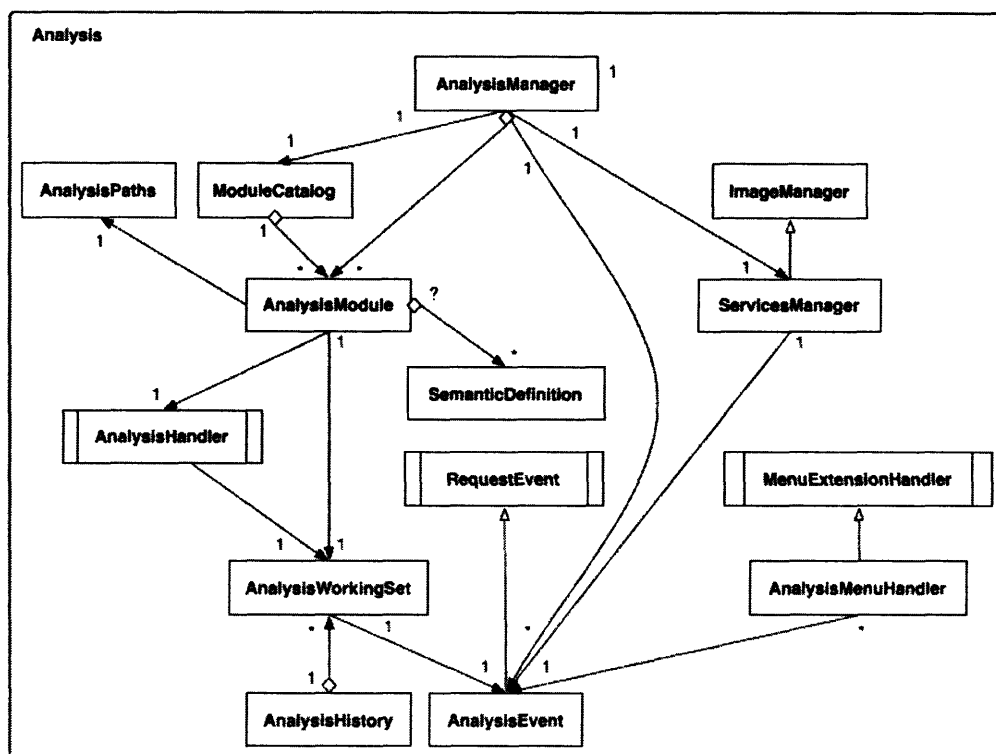 Analysis
AnalysisManager
1
1
1
1
1
AnalysisPaths
ModuleCatalog
ImageManager
1
1
1
*
*
AnalysisModule
?
ServicesManager
1
1
*
1
SemanticDefinition
AnalysisHandler
RequestEvent
MenuExtensionHandler
1
1
AnalysisWorkingSet
AnalysisMenuHandler
*
1
*
*
1
1
1
AnalysisHistory
AnalysisEvent